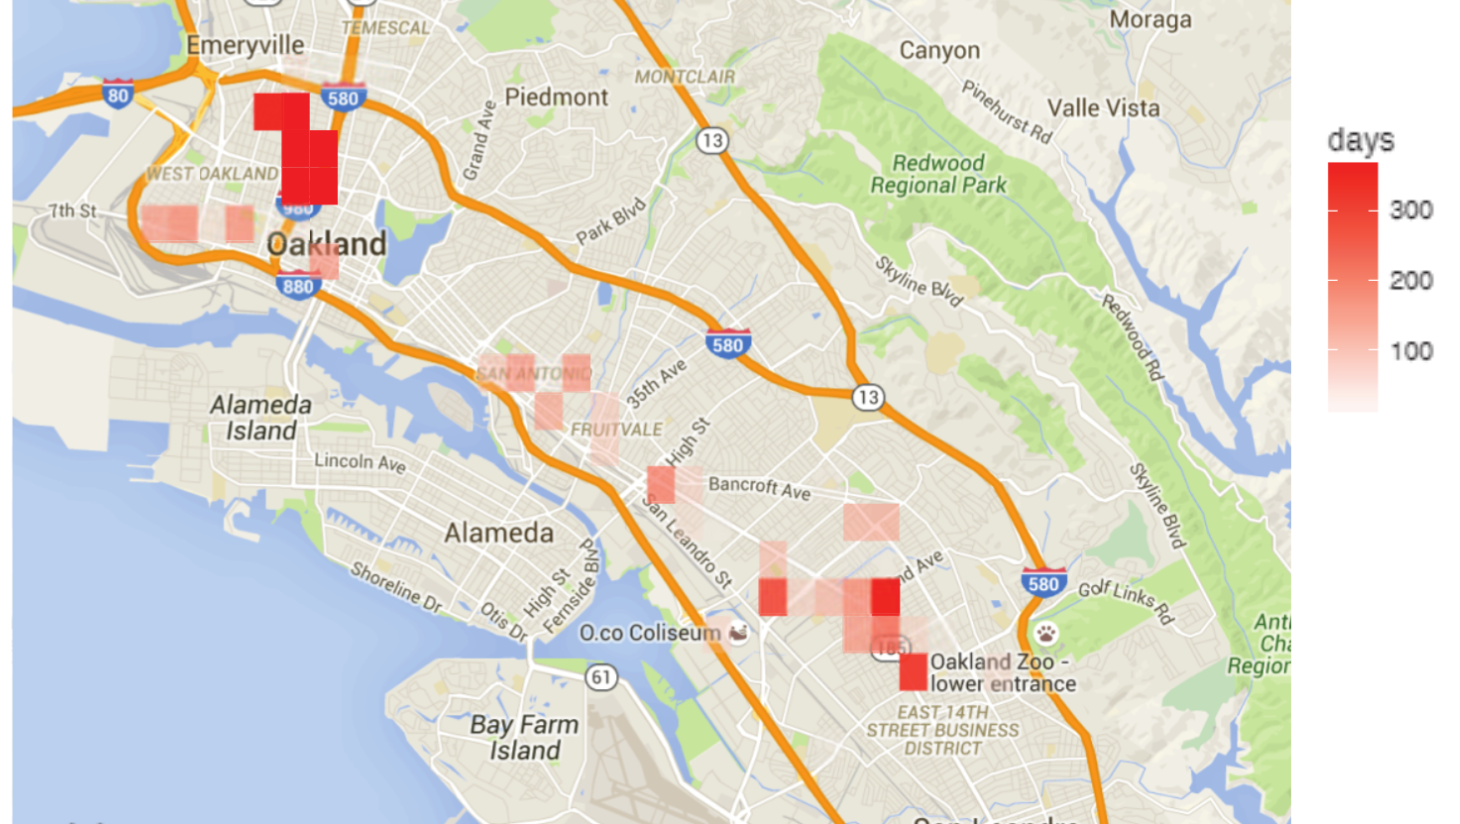 Moraga
TEMESCAL
Emeryville
Canyon
MONTCLAIR
80
580
Piedmont
Pinehurst Rd
Valle Vista
Grand Ave
13
days
WEST OAKLAND
Redwood
Regional Park
300
7th St
980
Park Blvd
Oakland
880
Skyline Blvd
200
Redwood Rd
580
100
SAN ANTONIO
35th Ave
13
Alameda
Island
FRUITVALE
High St
Lincoln Ave
Bancroft Ave
Skyline Blvd
San Leandro St
Alameda
nd Ave
Shoreline Dr
High St
Fernside Blvd
580
Golf Links Rd
Otis Dr
O.co Coliseum
185
Oakland Zoo -
lower entrance
61
EAST 14TH
STREET BUSINESS
DISTRICT
Bay Farm
Island